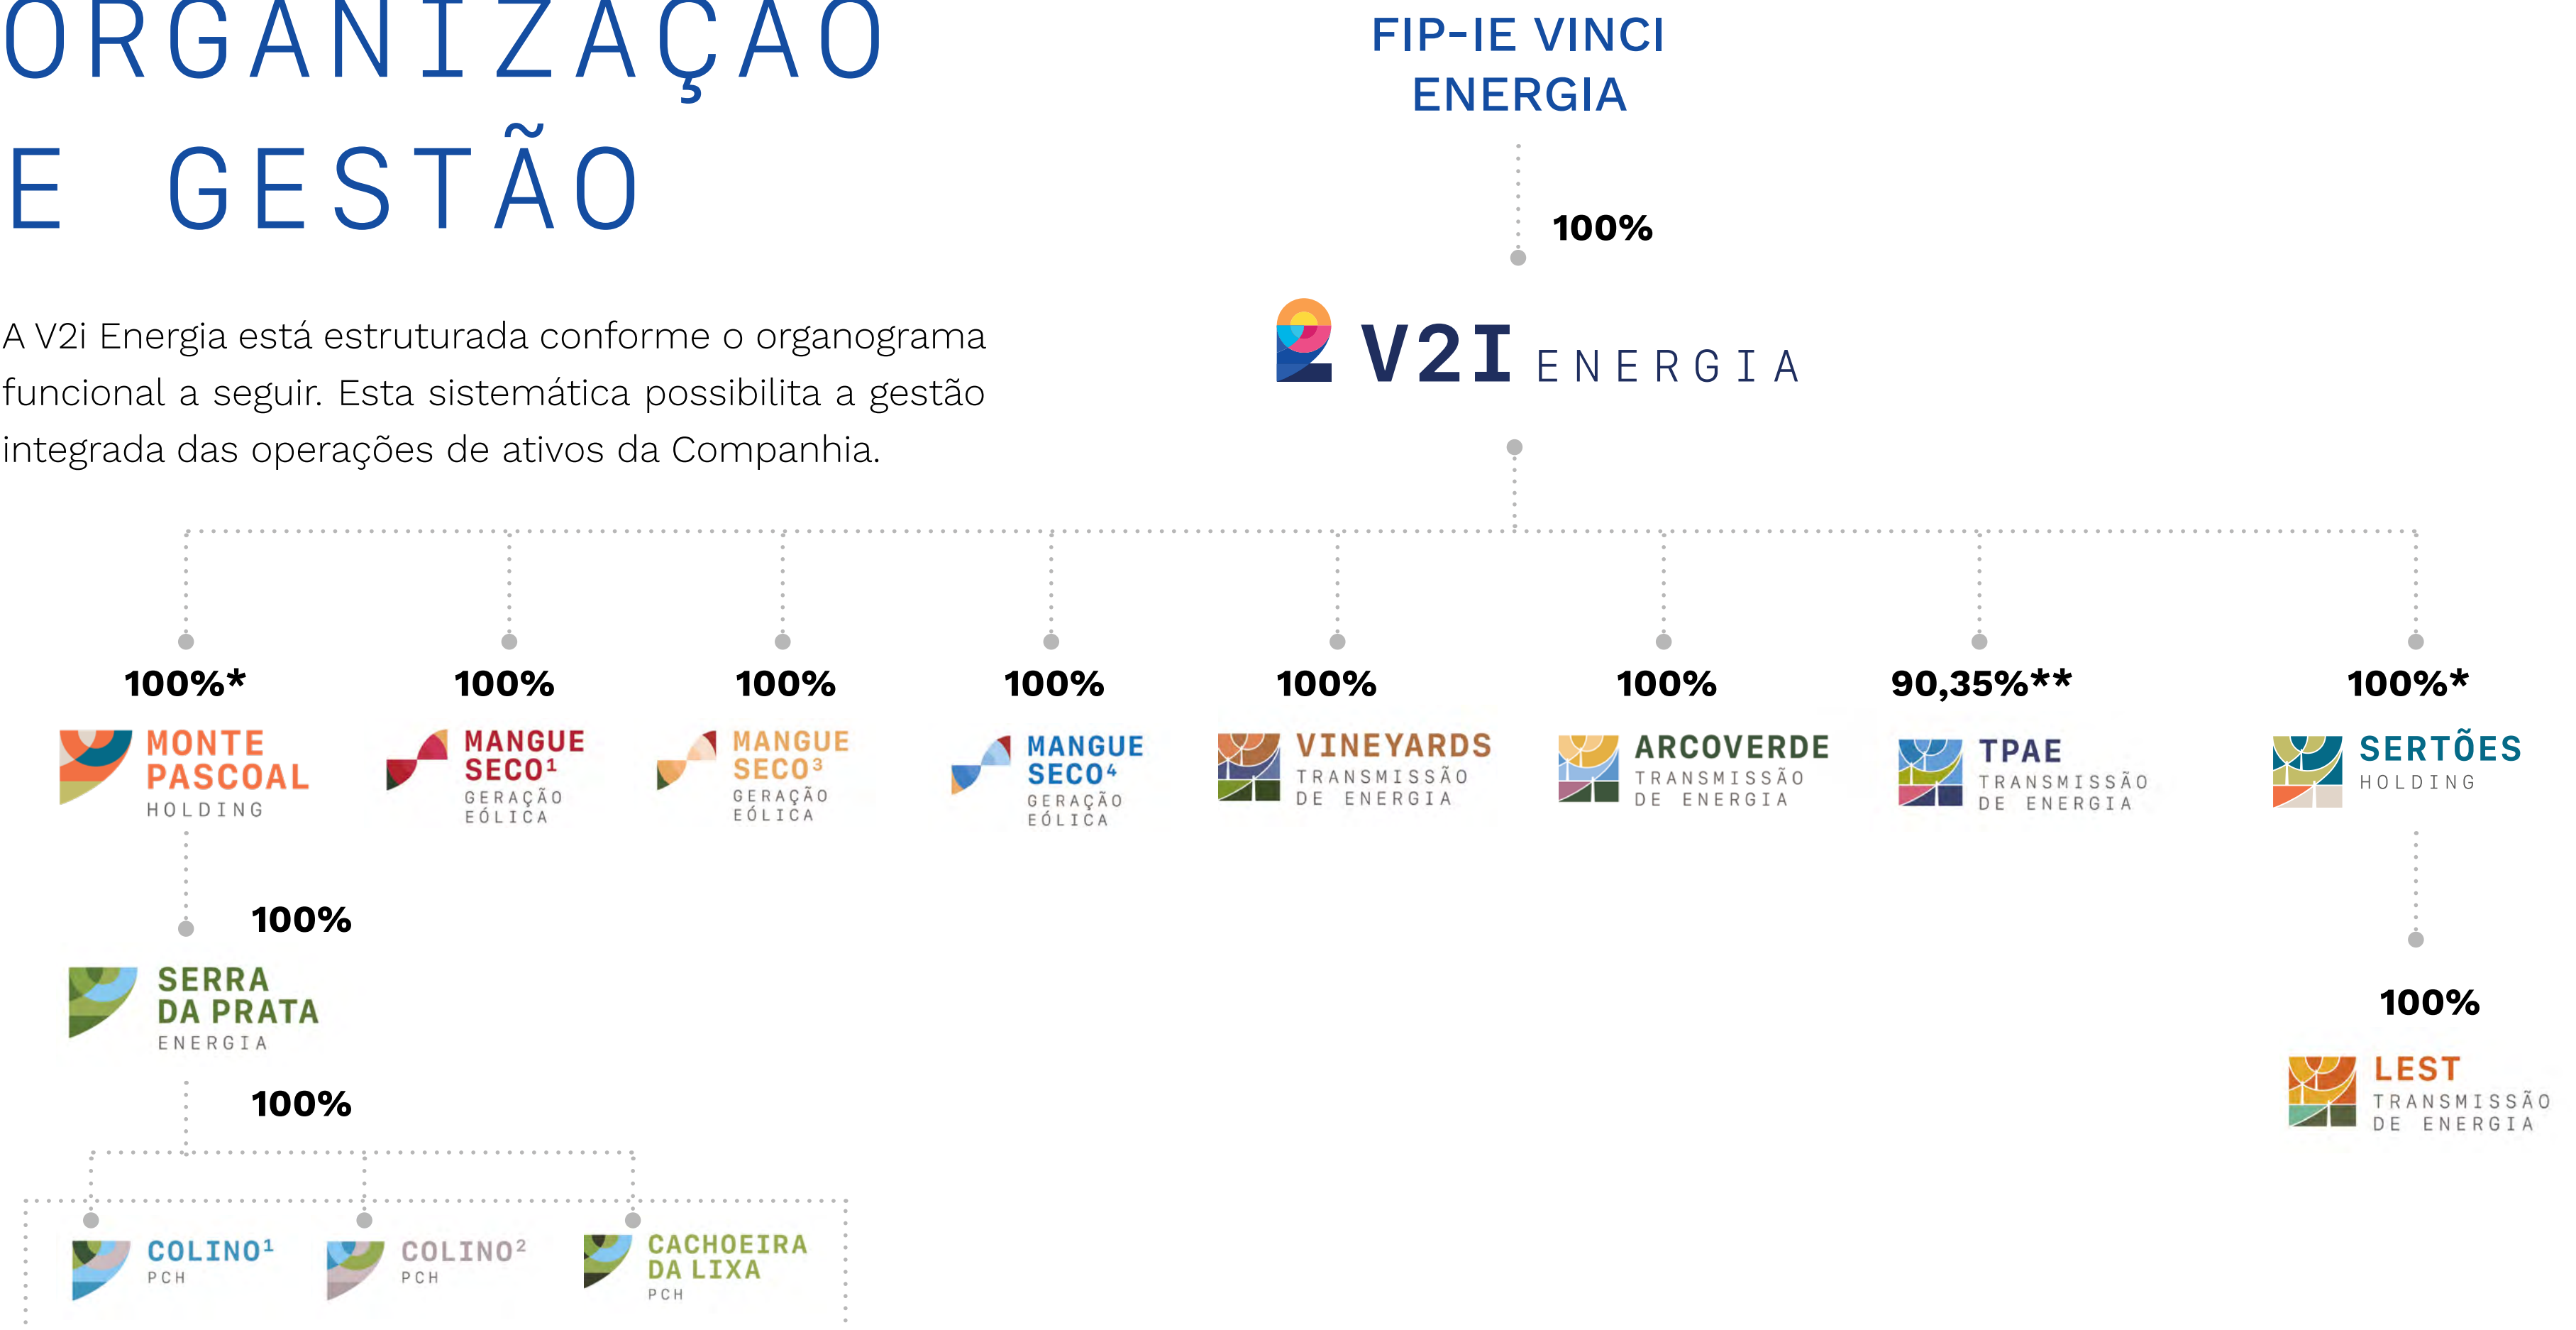 ORGANIZAÇÃO
E GESTÃO
A V2i Energia está estruturada conforme o organograma
funcional a seguir. Esta sistemática possibilita a gestão
integrada das operações de ativos da Companhia.
FIP-IE VINCI
ENERGIA
100%
V2I ENERGIA
100%*
MONTE
PASCOAL
HOLDING
100%
MANGUE
SECO¹
GERAÇÃO
EÓLICA
100%
MANGUE
SECO³
GERAÇÃO
EÓLICA
100%
MANGUE
SECO⁴
GERAÇÃO
EÓLICA
100%
VINEYARDS
TRANSMISSÃO
DE ENERGIA
100%
ARCOVERDE
TRANSMISSÃO
DE ENERGIA
90,35%**
TPAE
TRANSMISSÃO
DE ENERGIA
100%*
SERTÕES
HOLDING
100%
SERRA
DA PRATA
ENERGIA
100%
COLINO¹
PCH
COLINO²
PCH
CACHOEIRA
DA LIXA
PCH
100%
LEST
TRANSMISSÃO
DE ENERGIA